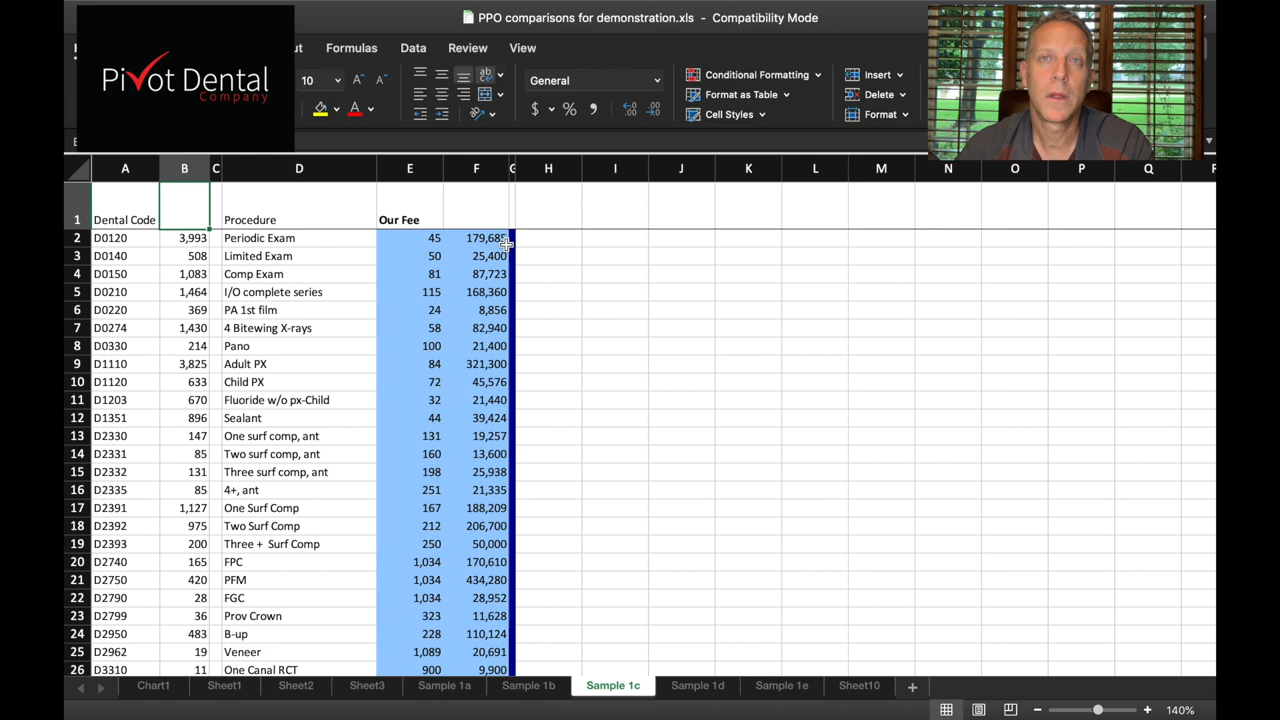 PPO comparisons for demonstration.xls - Compatibility Mode
Pivot Dental
Company
Formulas Data Review View
10 General Conditional Formatting Insert
Format as Table Delete
$ % Cell Styles Format
A B C D E F G H I J K L M N O P Q
1 Dental Code Procedure Our Fee
2 D0120 3,993 Periodic Exam 45 179,685
3 D0140 508 Limited Exam 50 25,400
4 D0150 1,083 Comp Exam 81 87,723
5 D0210 1,464 I/O complete series 115 168,360
6 D0220 369 PA 1st film 24 8,856
7 D0274 1,430 4 Bitewing X-rays 58 82,940
8 D0330 214 Pano 100 21,400
9 D1110 3,825 Adult PX 84 321,300
10 D1120 633 Child PX 72 45,576
11 D1203 670 Fluoride w/o px-Child 32 21,440
12 D1351 896 Sealant 44 39,424
13 D2330 147 One surf comp, ant 131 19,257
14 D2331 85 Two surf comp, ant 160 13,600
15 D2332 131 Three surf comp, ant 198 25,938
16 D2335 85 4+, ant 251 21,335
17 D2391 1,127 One Surf Comp 167 188,209
18 D2392 975 Two Surf Comp 212 206,700
19 D2393 200 Three + Surf Comp 250 50,000
20 D2740 165 FPC 1,034 170,610
21 D2750 420 PFM 1,034 434,280
22 D2790 28 FGC 1,034 28,952
23 D2799 36 Prov Crown 323 11,628
24 D2950 483 B-up 228 110,124
25 D2962 19 Veneer 1,089 20,691
26 D3310 11 One Canal RCT 900 9,900
Chart1 Sheet1 Sheet2 Sheet3 Sample 1a Sample 1b Sample 1c Sample 1d Sample 1e Sheet10 +
- + 140%